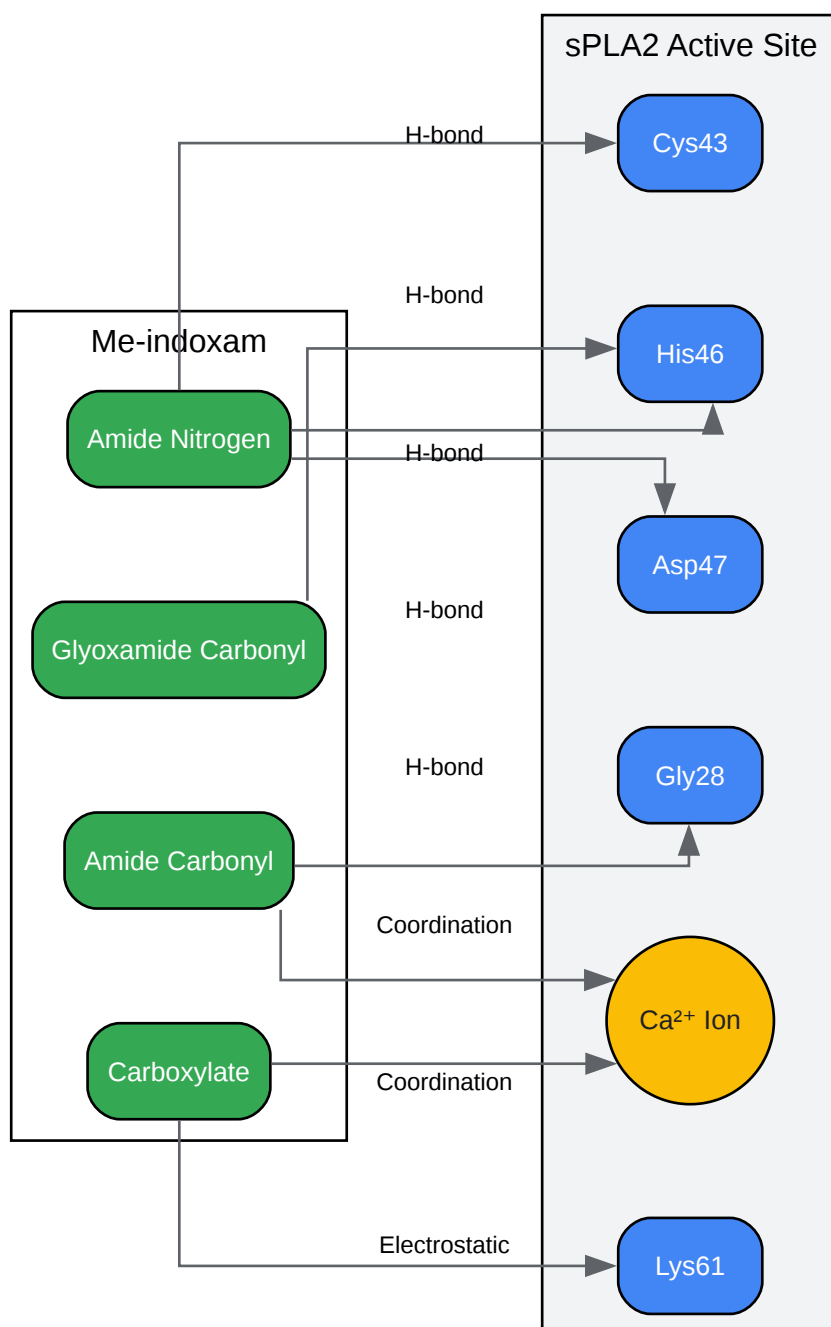 sPLA2 Active Site
H-bond
Cys43
H-bond
Me-indoxam
His46
Amide Nitrogen
H-bond
Asp47
H-bond
Glyoxamide Carbonyl
H-bond
Gly28
Amide Carbonyl
Coordination
Ca²⁺ Ion
Carboxylate
Coordination
Electrostatic
Lys61